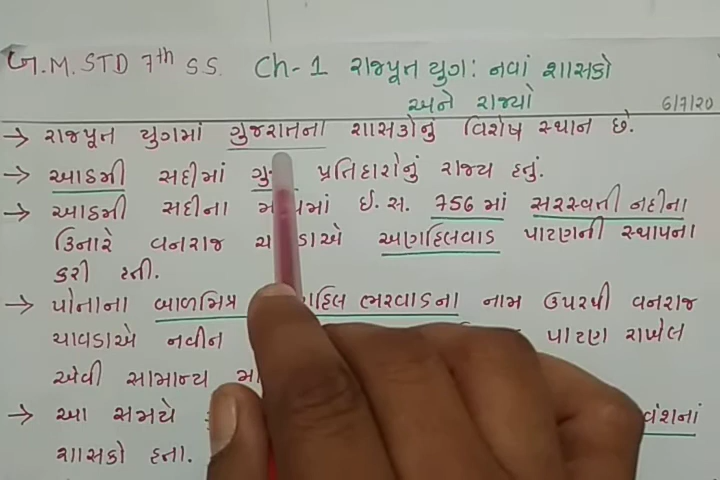 ગુ.M. STD 7th S.S. Ch-1 રાજપૂત યુગ: નવાં શાસકો
અને રાજ્યો 6/7/20
→ રાજપૂત યુગમાં ગુજરાતના શાસકોનું વિશેષ સ્થાન છે.
→ આઠમી સદીમાં પ્રતિહારોનું રાજ્ય હતું.
→ આઠમી સદીના ઈ.સ. 756 માં સરસ્વતી નદીના
કિનારે વનરાજ અણહિલવાડ પાટણની સ્થાપના
કરી હતી.
→ પોતાના બાળમિત્ર ભરવાડના નામ ઉપરથી વનરાજ
ચાવડાએ નવીન પાટણ રાખેલ
એવી સામાન્ય
→ આ સમયે વંશનાં
શાસકો હતા.